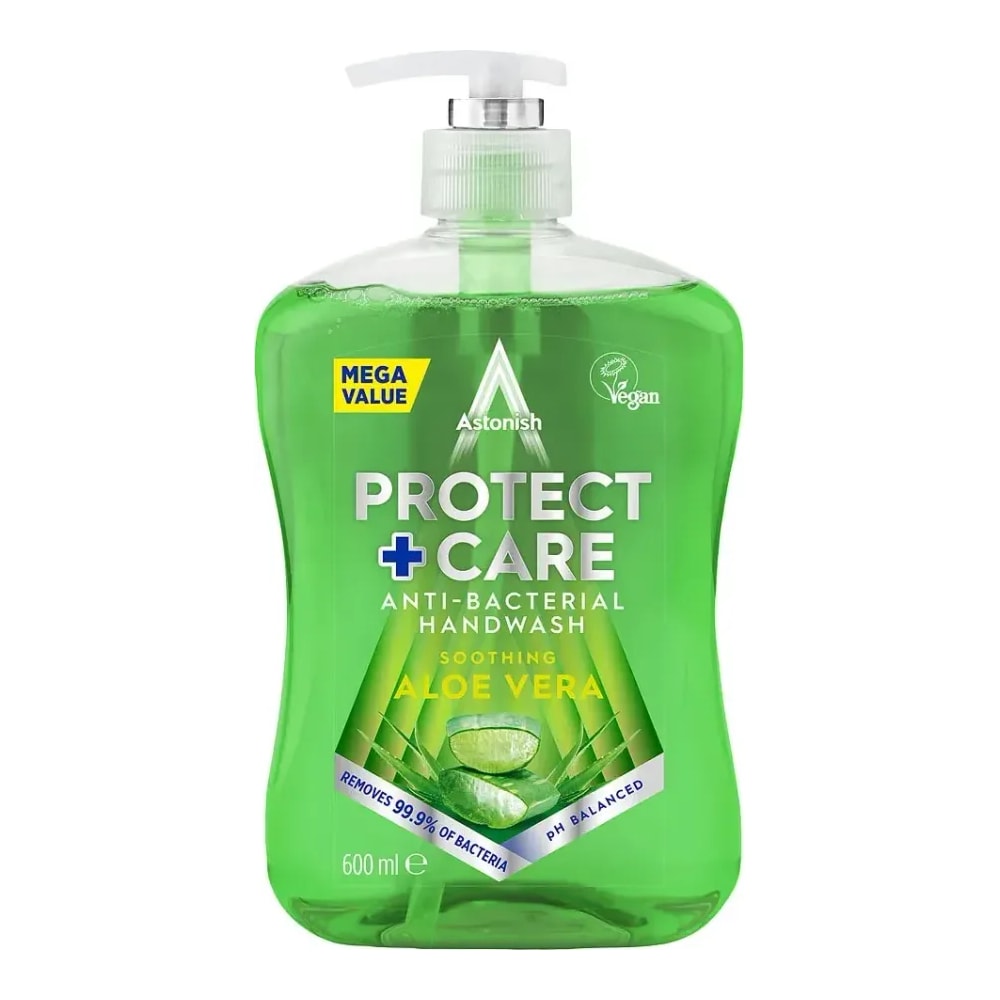 MEGA
VALUE
Astonish
Vegan
PROTECT
+CARE
ANTI-BACTERIAL
HANDWASH
SOOTHING
ALOE VERA
REMOVES 99.9% OF BACTERIA
PH BALANCED
600 ml ℮